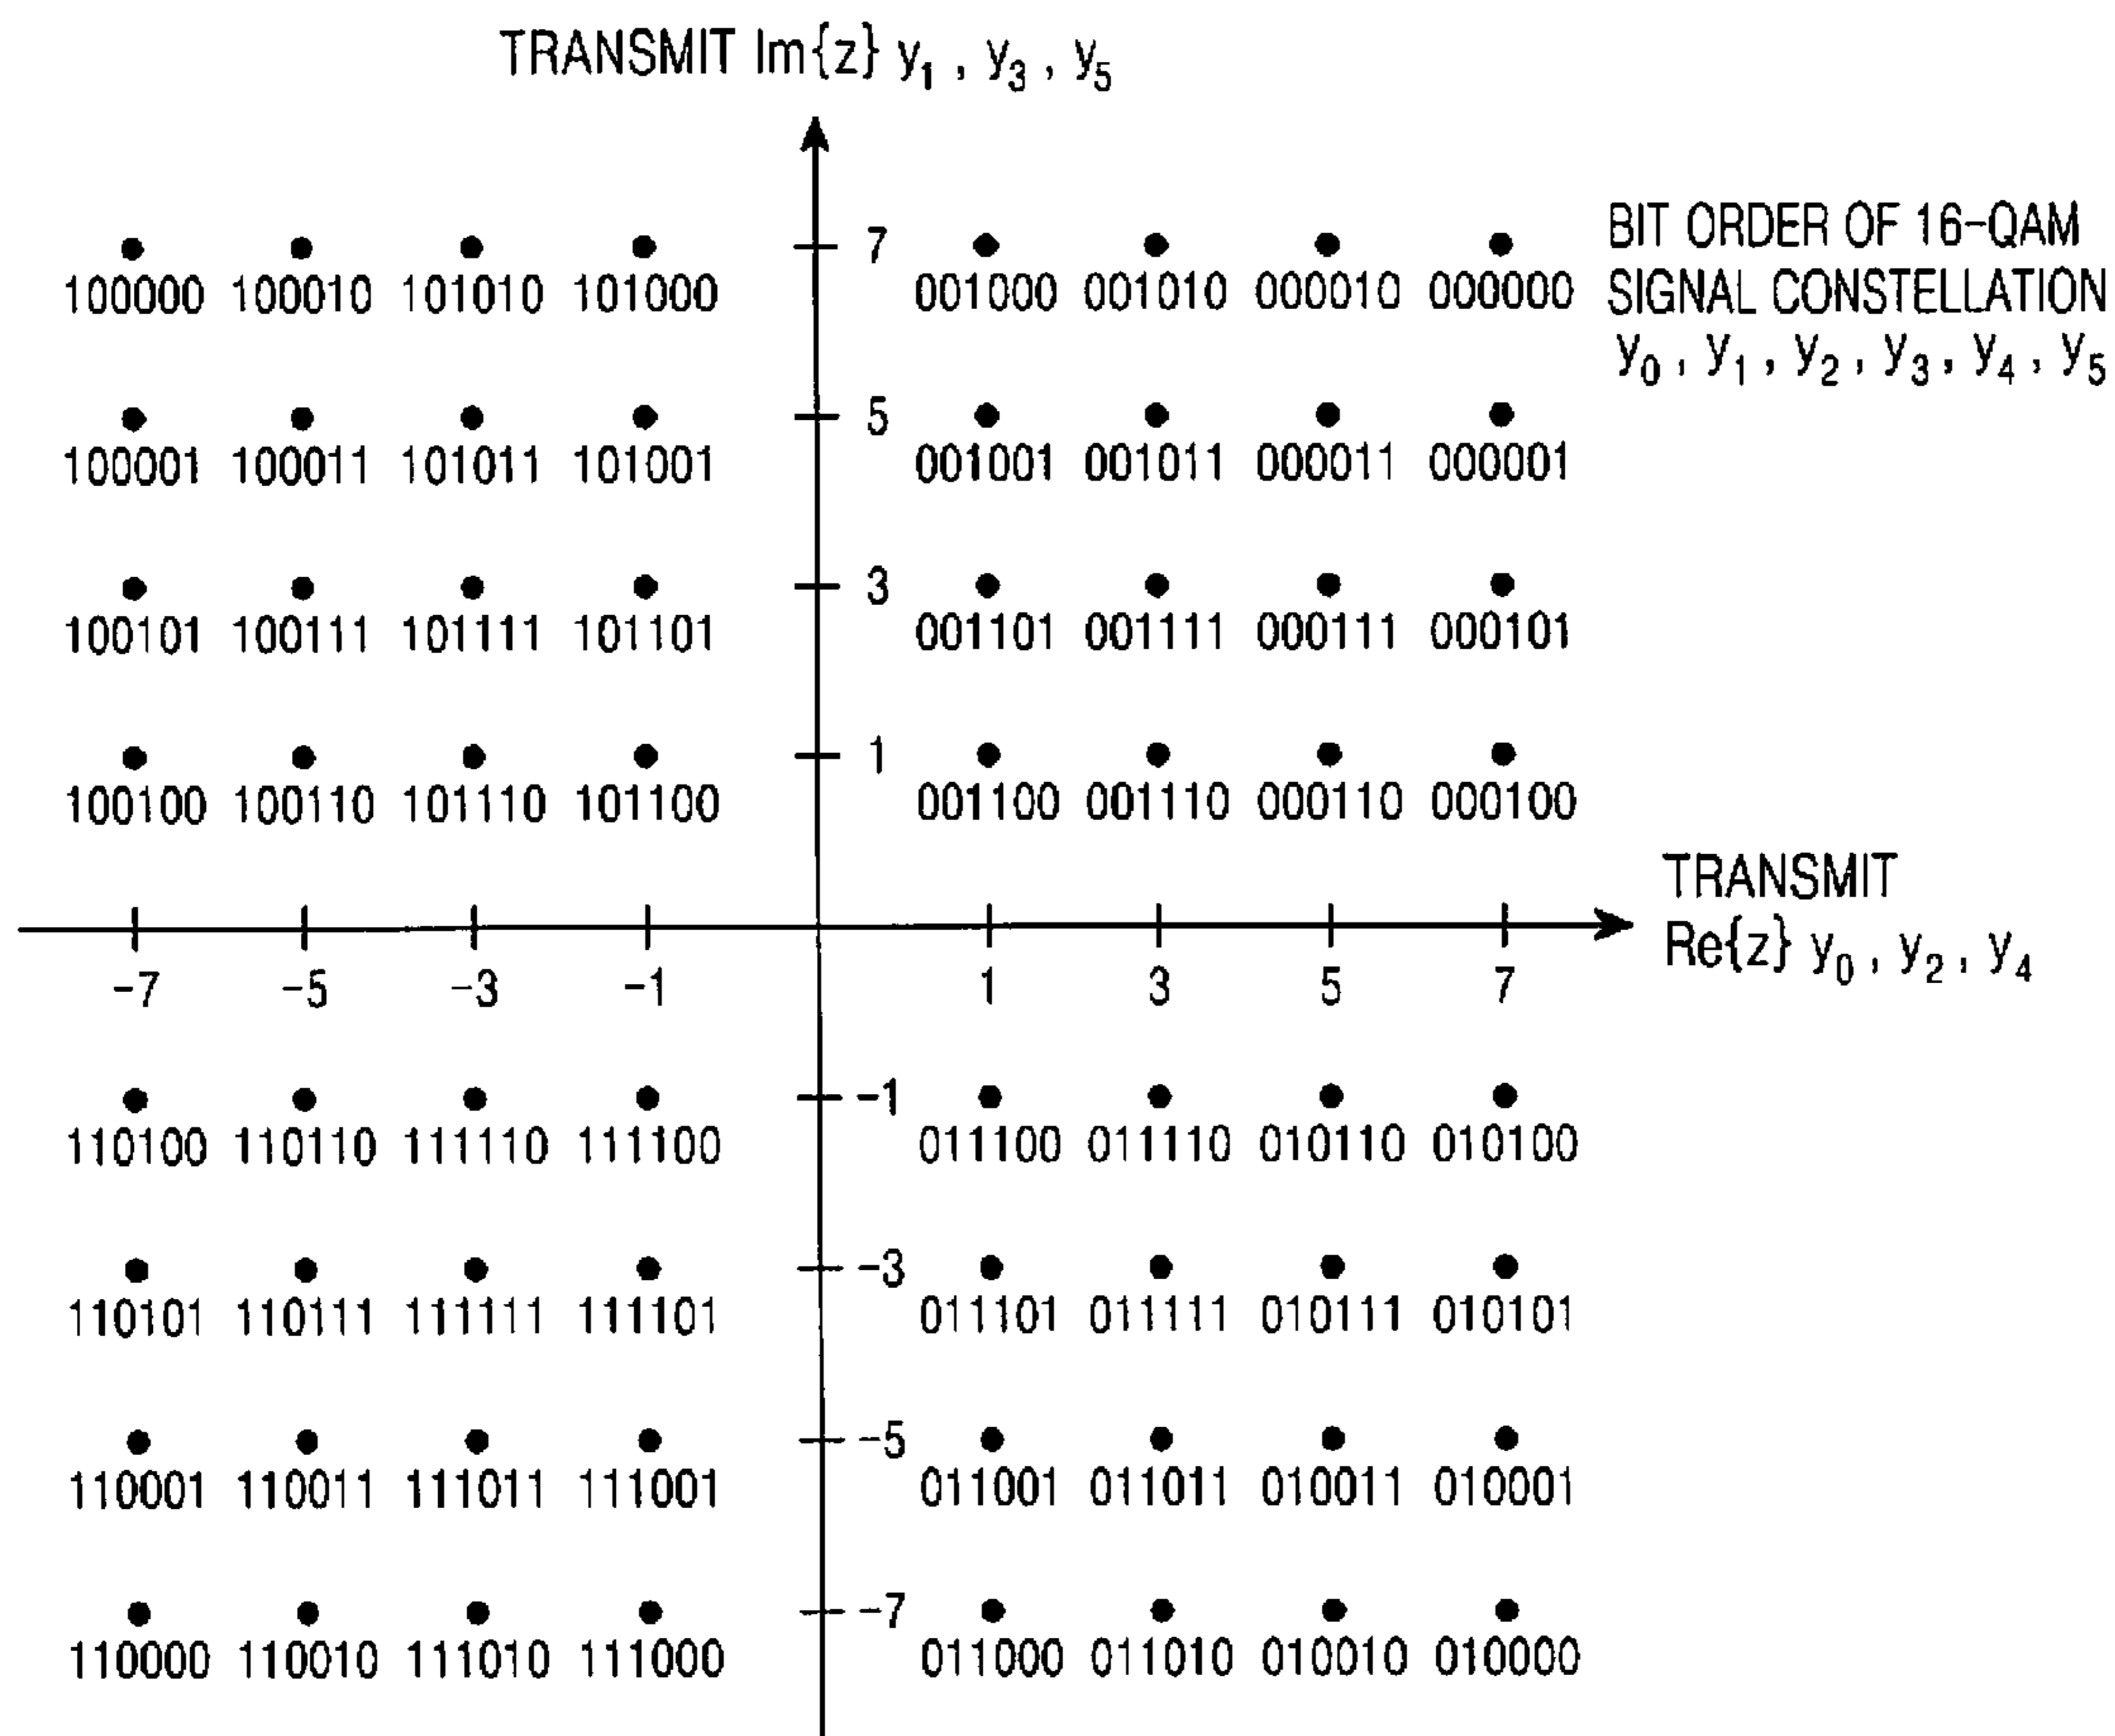 TRANSMIT Im{z} y₁ , y₃ , y₅
BIT ORDER OF 16-QAM
SIGNAL CONSTELLATION
y₀ , y₁ , y₂ , y₃ , y₄ , y₅
7
100000 100010 101010 101000 001000 001010 000010 000000
5
100001 100011 101011 101001 001001 001011 000011 000001
3
100101 100111 101111 101101 001101 001111 000111 000101
1
100100 100110 101110 101100 001100 001110 000110 000100
TRANSMIT
Re{z} y₀ , y₂ , y₄
-7 -5 -3 -1 1 3 5 7
-1
110100 110110 111110 111100 011100 011110 010110 010100
-3
110101 110111 111111 111101 011101 011111 010111 010101
-5
110001 110011 111011 111001 011001 011011 010011 010001
-7
110000 110010 111010 111000 011000 011010 010010 010000